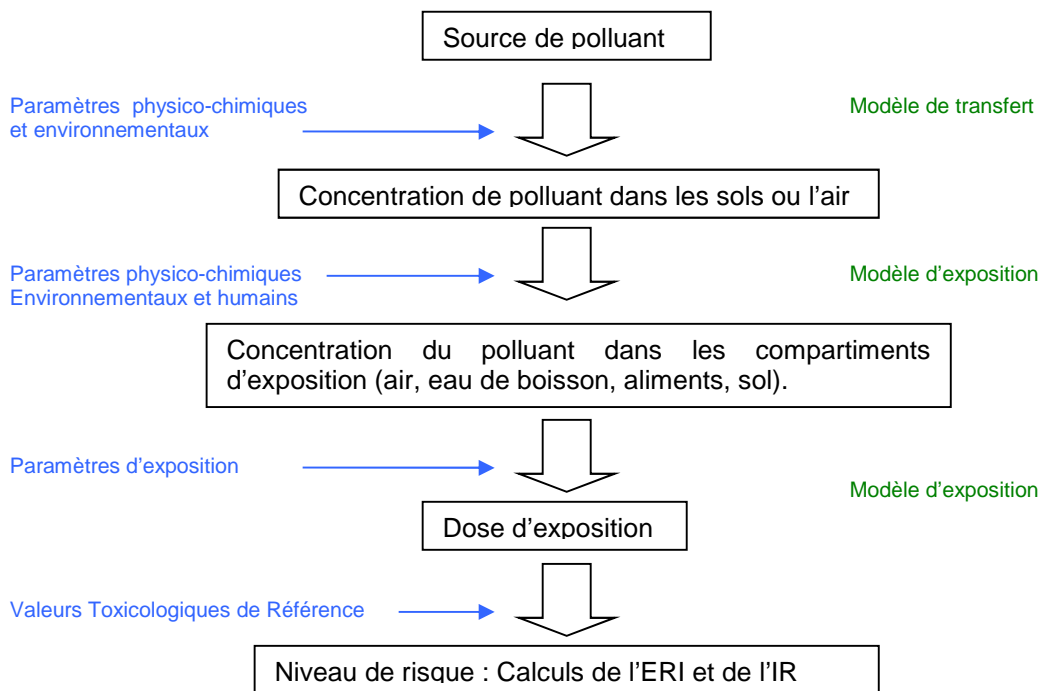 Source de polluant
Paramètres physico-chimiques
et environnementaux
Modèle de transfert
Concentration de polluant dans les sols ou l'air
Paramètres physico-chimiques
Environnementaux et humains
Modèle d'exposition
Concentration du polluant dans les compartiments
d'exposition (air, eau de boisson, aliments, sol).
Paramètres d'exposition
Modèle d'exposition
Dose d'exposition
Valeurs Toxicologiques de Référence
Niveau de risque : Calculs de l'ERI et de l'IR